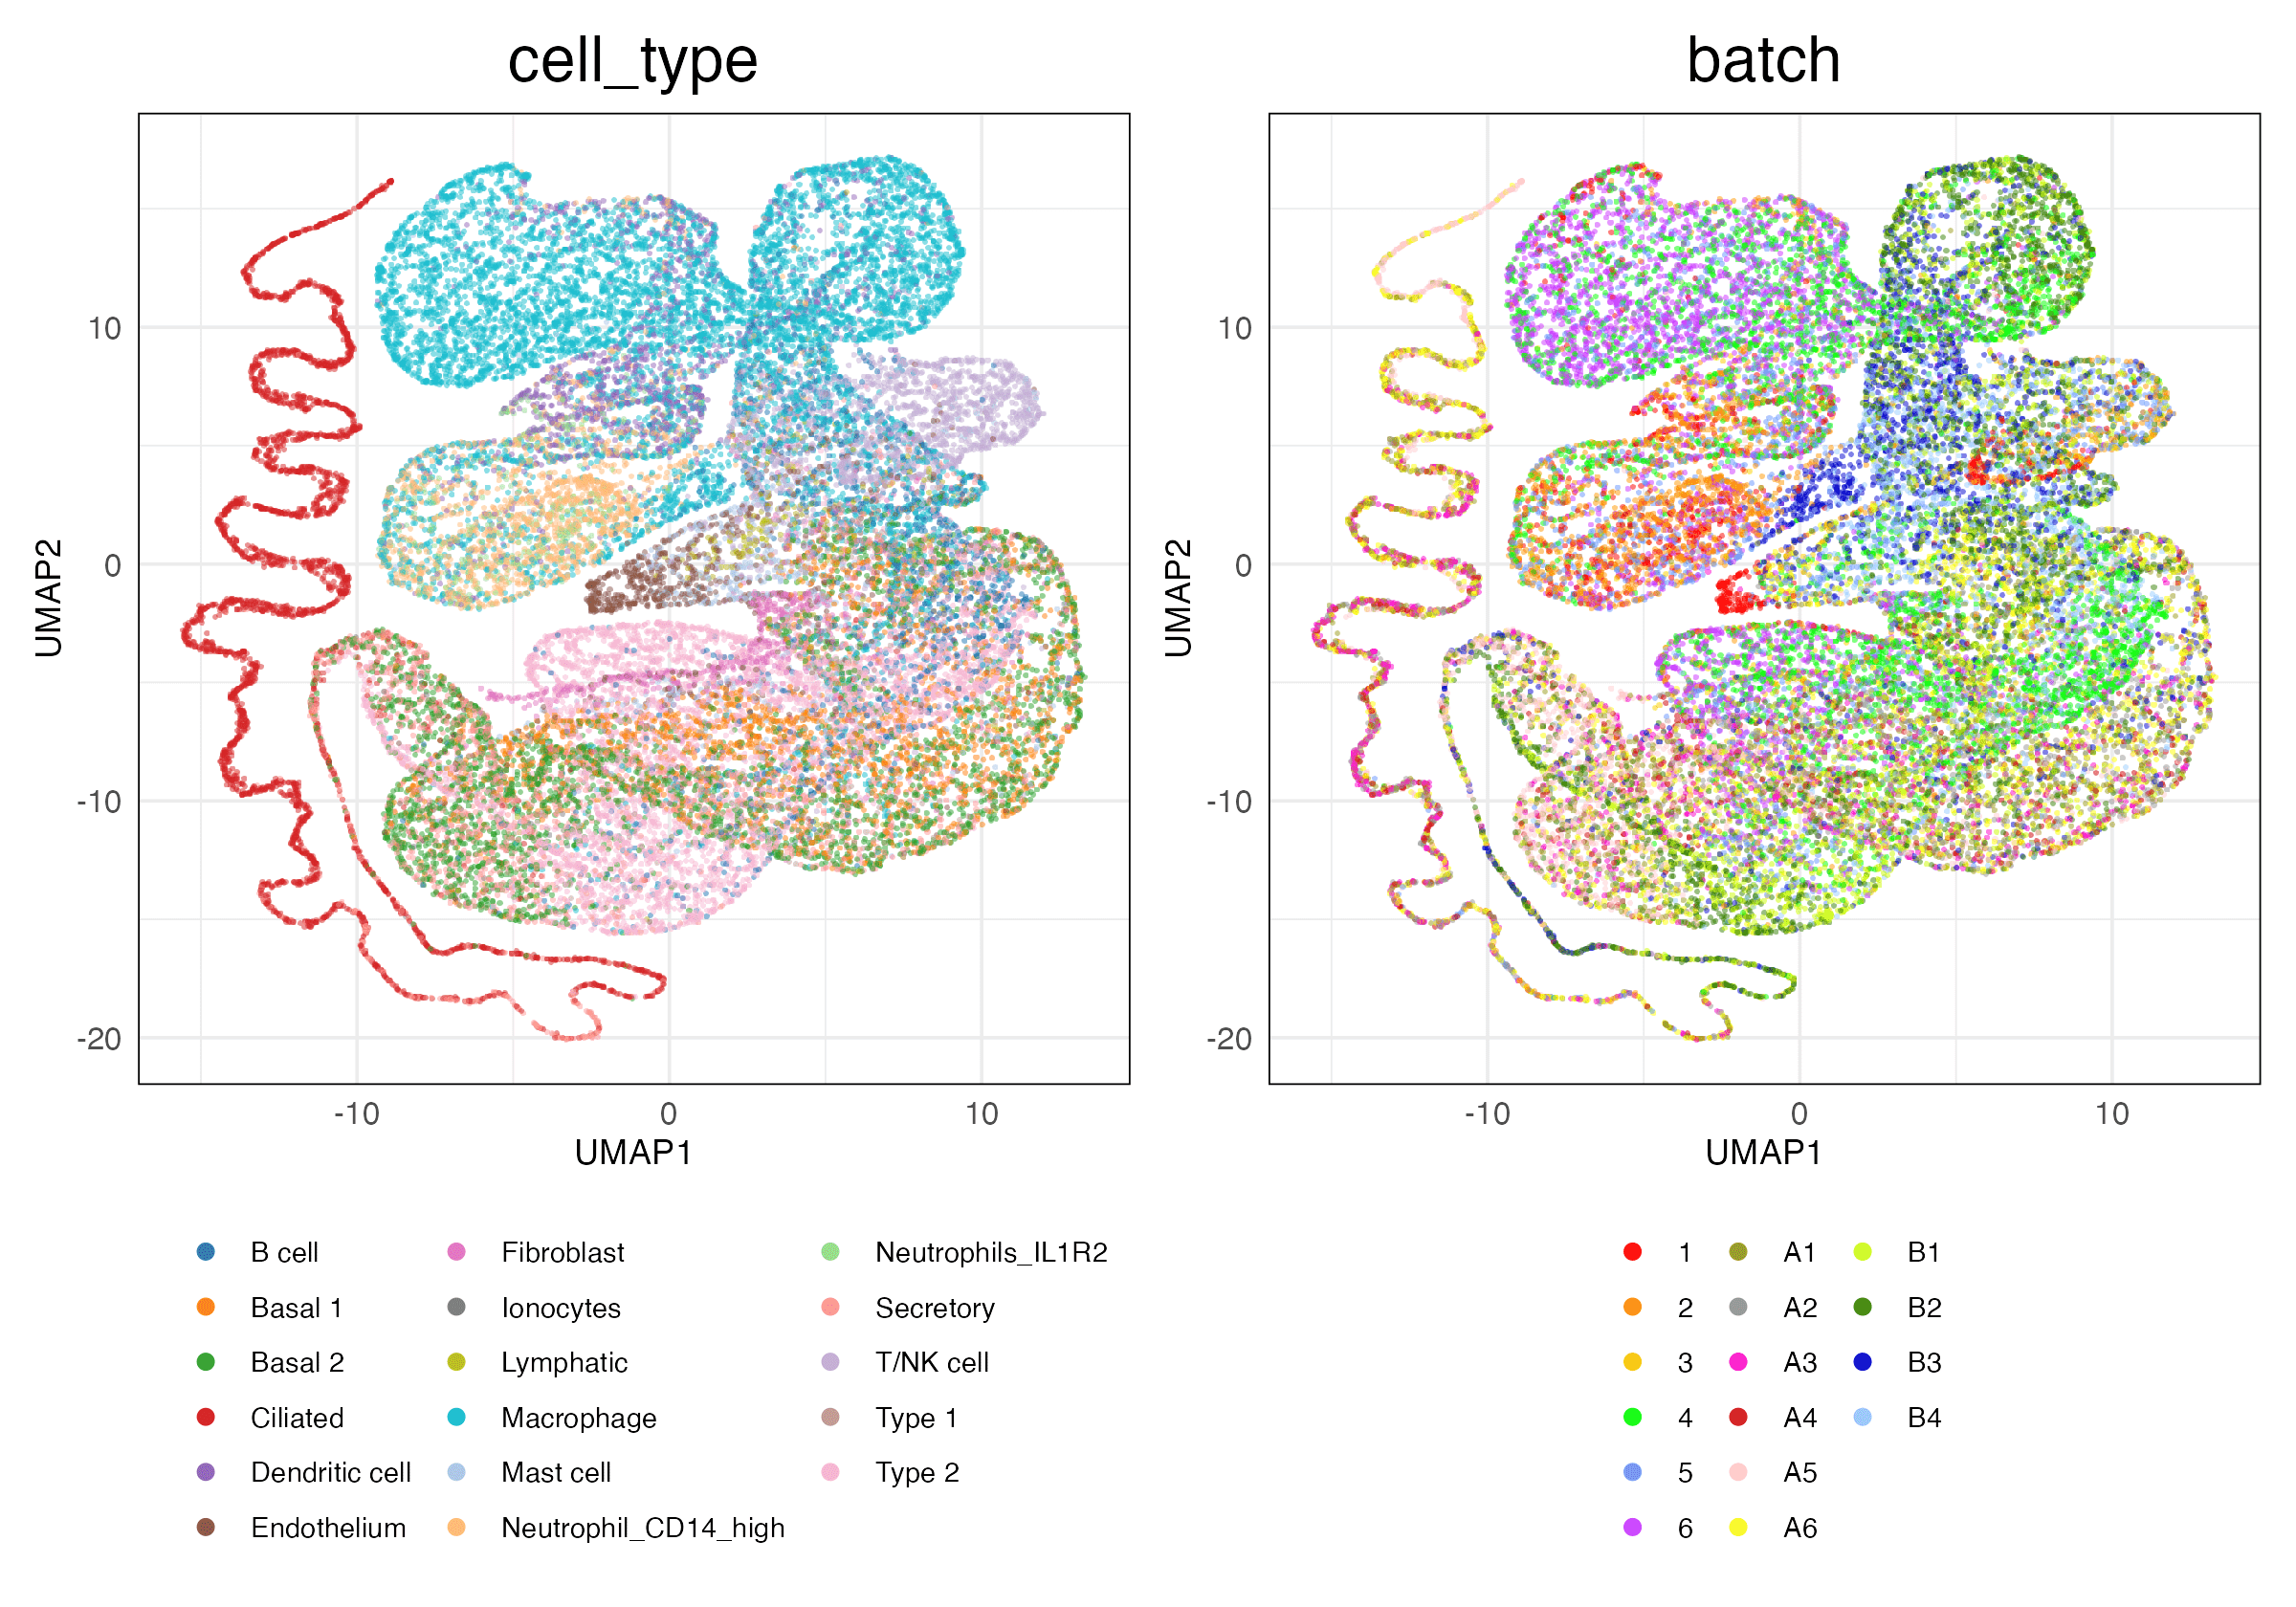 cell_type
batch
10
0
-10
-20
UMAP2
-10 0 10
UMAP1
10
0
-10
-20
UMAP2
-10 0 10
UMAP1
B cell
Basal 1
Basal 2
Ciliated
Dendritic cell
Endothelium
Fibroblast
Ionocytes
Lymphatic
Macrophage
Mast cell
Neutrophil_CD14_high
Neutrophils_IL1R2
Secretory
T/NK cell
Type 1
Type 2
1
2
3
4
5
6
A1
A2
A3
A4
A5
A6
B1
B2
B3
B4